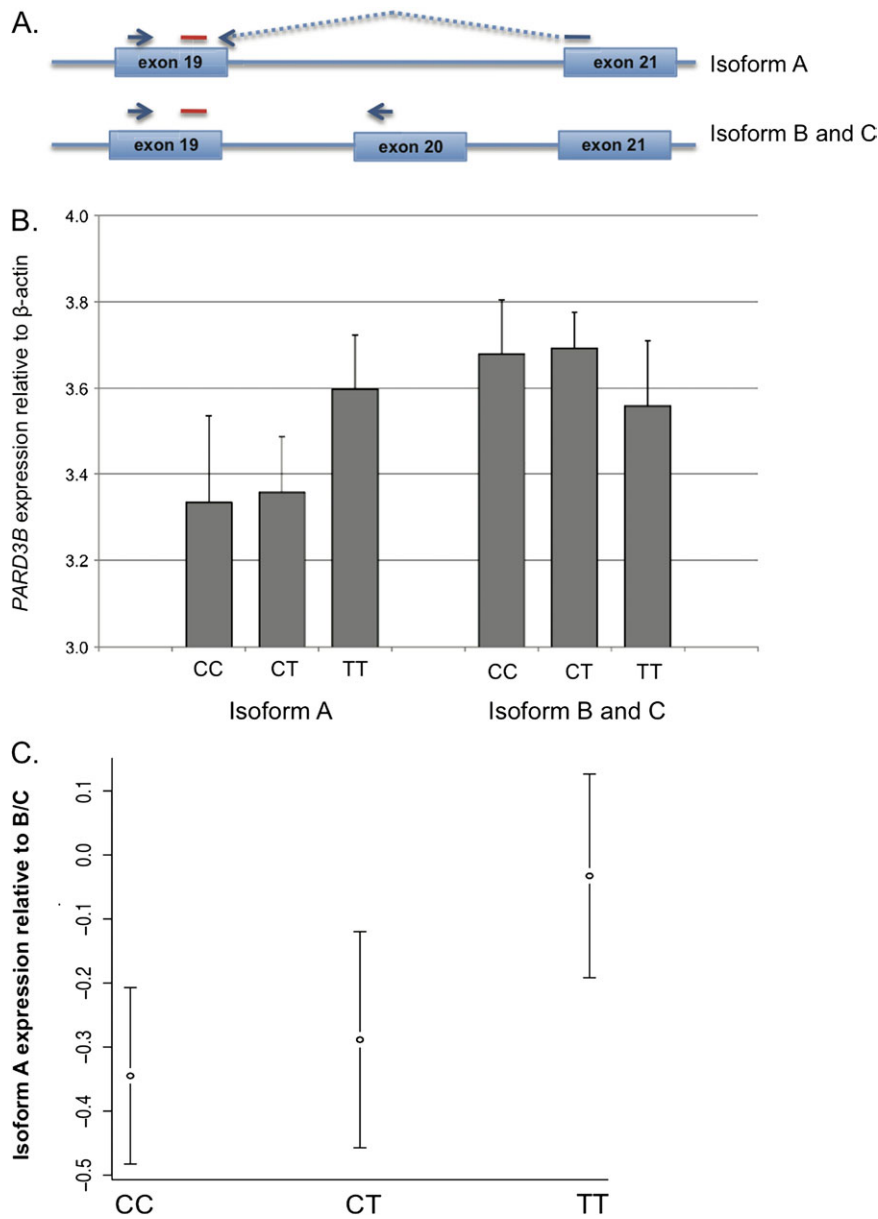 A.
exon 19
exon 21
Isoform A
exon 19
exon 20
exon 21
Isoform B and C
B.
PARD3B expression relative to β-actin
4.0
3.8
3.6
3.4
3.2
3.0
CC CT TT CC CT TT
Isoform A Isoform B and C
C.
Isoform A expression relative to B/C
0.1
0.0
−0.1
−0.2
−0.3
−0.4
−0.5
CC CT TT